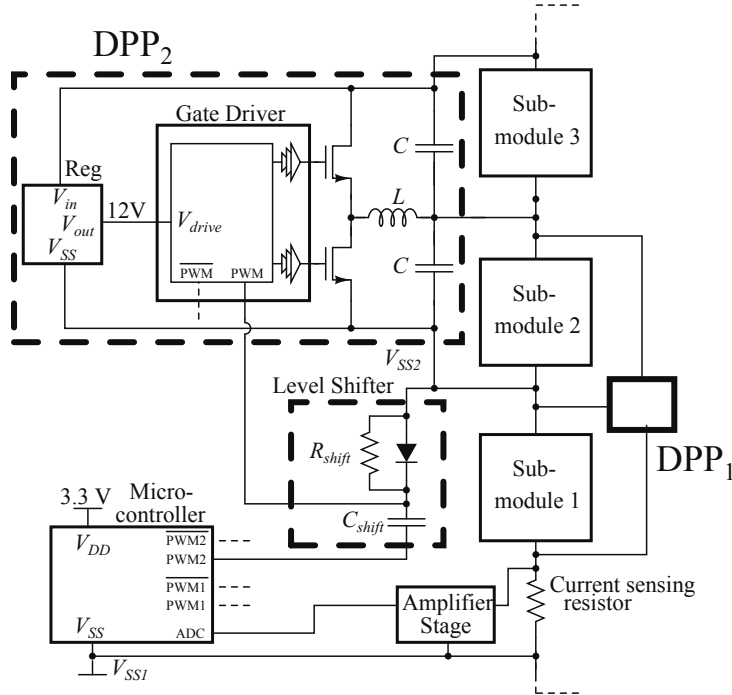 DPP2
Gate Driver
Reg
Vin
Vout
VSS
12V
Vdrive
PWM
PWM
L
C
C
Sub-
module 3
Sub-
module 2
VSS2
Level Shifter
Rshift
Cshift
Sub-
module 1
DPP1
3.3 V
Micro-
controller
VDD
PWM2
PWM2
PWM1
PWM1
ADC
VSS
VSS1
Amplifier
Stage
Current sensing
resistor